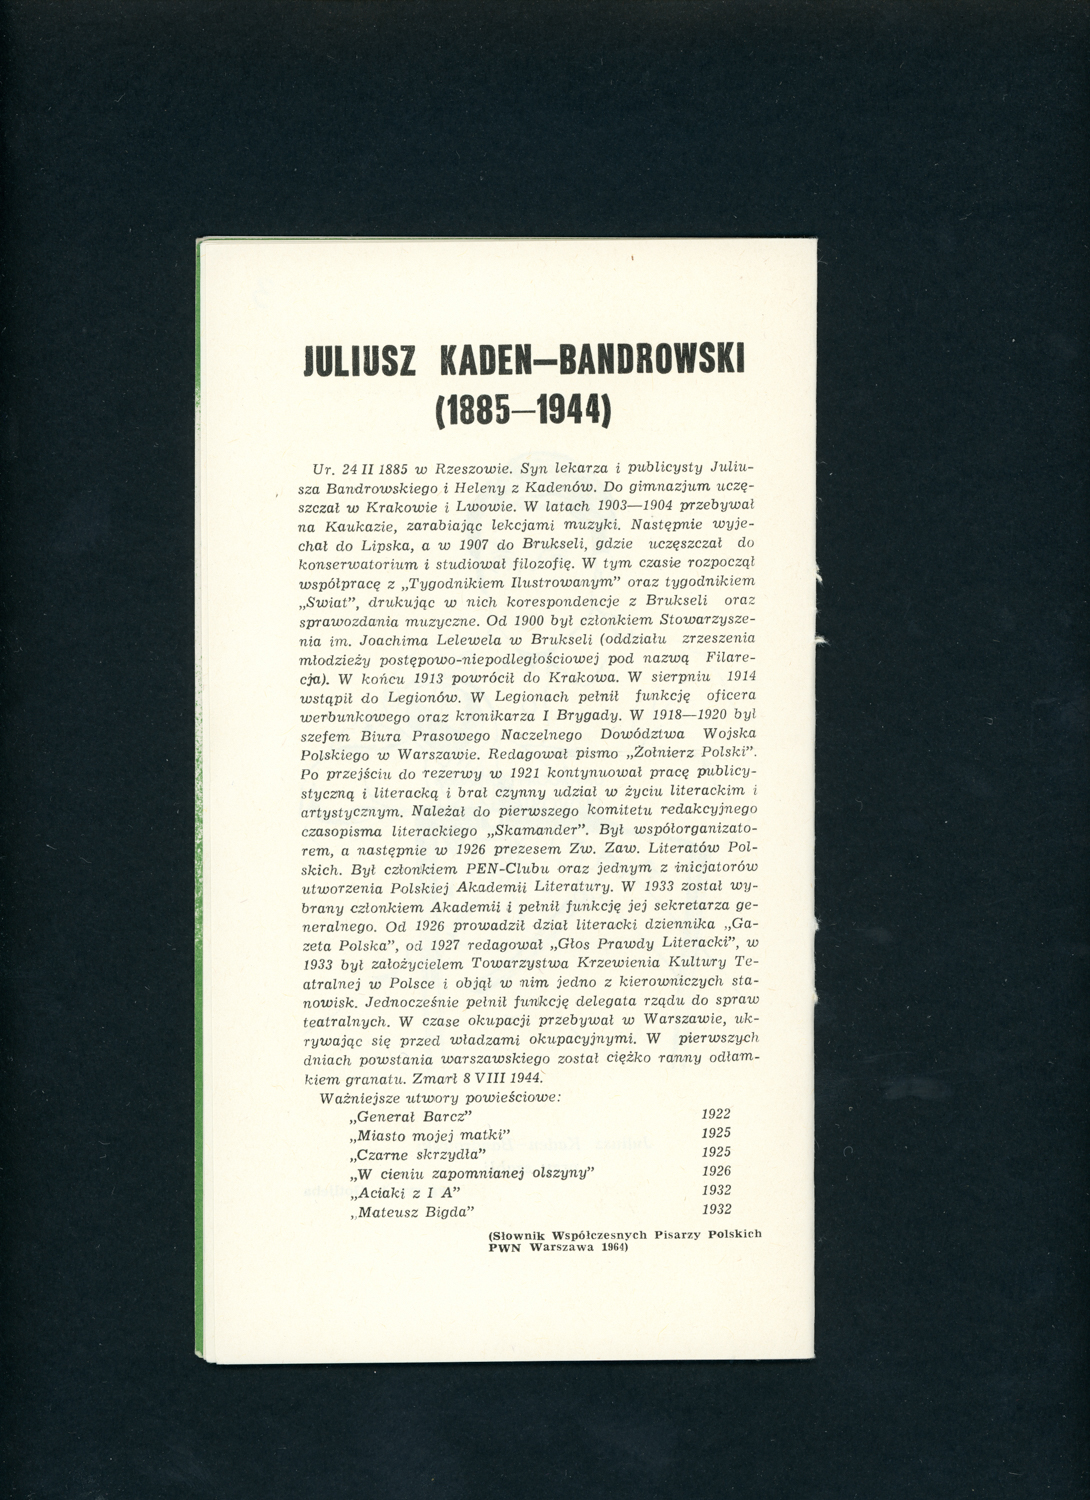 JULIUSZ KADEN—BANDROWSKI
(1885—1944)
Ur. 24 II 1885 w Rzeszowie. Syn lekarza i publicysty Juliu-
sza Bandrowskiego i Heleny z Kadenów. Do gimnazjum uczę-
szczał w Krakowie i Lwowie. W latach 1903—1904 przebywał
na Kaukazie, zarabiając lekcjami muzyki. Następnie wyje-
chał do Lipska, a w 1907 do Brukseli, gdzie uczęszczał do
konserwatorium i studiował filozofię. W tym czasie rozpoczął
współpracę z „Tygodnikiem Ilustrowanym” oraz tygodnikiem
„Swiat”, drukując w nich korespondencje z Brukseli oraz
sprawozdania muzyczne. Od 1900 był członkiem Stowarzysze-
nia im. Joachima Lelewela w Brukseli (oddziału zrzeszenia
młodzieży postępowo-niepodległościowej pod nazwą Filare-
cja). W końcu 1913 powrócił do Krakowa. W sierpniu 1914
wstąpił do Legionów. W Legionach pełnił funkcję oficera
werbunkowego oraz kronikarza I Brygady. W 1918—1920 był
szefem Biura Prasowego Naczelnego Dowództwa Wojska
Polskiego w Warszawie. Redagował pismo „Żołnierz Polski”.
Po przejściu do rezerwy w 1921 kontynuował pracę publicy-
styczną i literacką i brał czynny udział w życiu literackim i
artystycznym. Należał do pierwszego komitetu redakcyjnego
czasopisma literackiego „Skamander”. Był współorganizato-
rem, a następnie w 1926 prezesem Zw. Zaw. Literatów Pol-
skich. Był członkiem PEN-Clubu oraz jednym z inicjatorów
utworzenia Polskiej Akademii Literatury. W 1933 został wy-
brany członkiem Akademii i pełnił funkcję jej sekretarza ge-
neralnego. Od 1926 prowadził dział literacki dziennika „Ga-
zeta Polska”, od 1927 redagował „Głos Prawdy Literacki”, w
1933 był założycielem Towarzystwa Krzewienia Kultury Te-
atralnej w Polsce i objął w nim jedno z kierowniczych sta-
nowisk. Jednocześnie pełnił funkcję delegata rządu do spraw
teatralnych. W czase okupacji przebywał w Warszawie, uk-
rywając się przed władzami okupacyjnymi. W pierwszych
dniach powstania warszawskiego został ciężko ranny odłam-
kiem granatu. Zmarł 8 VIII 1944.
Ważniejsze utwory powieściowe:
„Generał Barcz” 1922
„Miasto mojej matki” 1925
„Czarne skrzydła” 1925
„W cieniu zapomnianej olszyny” 1926
„Aciaki z I A” 1932
„Mateusz Bigda” 1932
(Słownik Współczesnych Pisarzy Polskich
PWN Warszawa 1964)